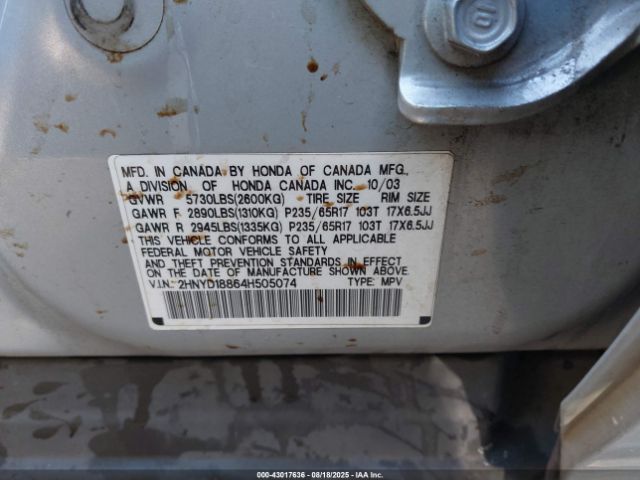 10
MFD. IN CANADA BY HONDA OF CANADA MFG.,
A DIVISION OF HONDA CANADA INC. 10/03
GVWR 5730LBS(2600KG) TIRE SIZE RIM SIZE
GAWR F 2890LBS(1310KG) P235/65R17 103T 17X6.5JJ
GAWR R 2945LBS(1335KG) P235/65R17 103T 17X6.5JJ
THIS VEHICLE CONFORMS TO ALL APPLICABLE
FEDERAL MOTOR VEHICLE SAFETY
AND THEFT PREVENTION STANDARDS IN EFFECT
ON THE DATE OF MANUFACTURE SHOWN ABOVE.
V.I.N.: 2HNYD18864H505074 TYPE: MPV
000-43017636 - 08/18/2025 - IAAI.COM